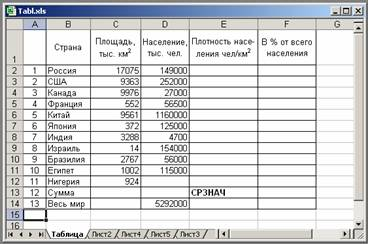 Tabl.xls
A B C D E F G
1 Страна Площадь, тыс. км² Население, тыс. чел. Плотность насе-ления чел/км² В % от всего населения
2 1 Россия 17075 149000
3 2 США 9363 252000
4 3 Канада 9976 27000
5 4 Франция 552 56500
6 5 Китай 9561 1160000
7 6 Япония 372 125000
8 7 Индия 3288 4700
9 8 Израиль 14 154000
10 9 Бразилия 2767 56000
11 10 Египет 1002 115000
12 11 Нигерия 924
13 12 Сумма СРЗНАЧ
14 13 Весь мир 5292000
15
16
Таблица Лист2 Лист4 Лист5 Лист3